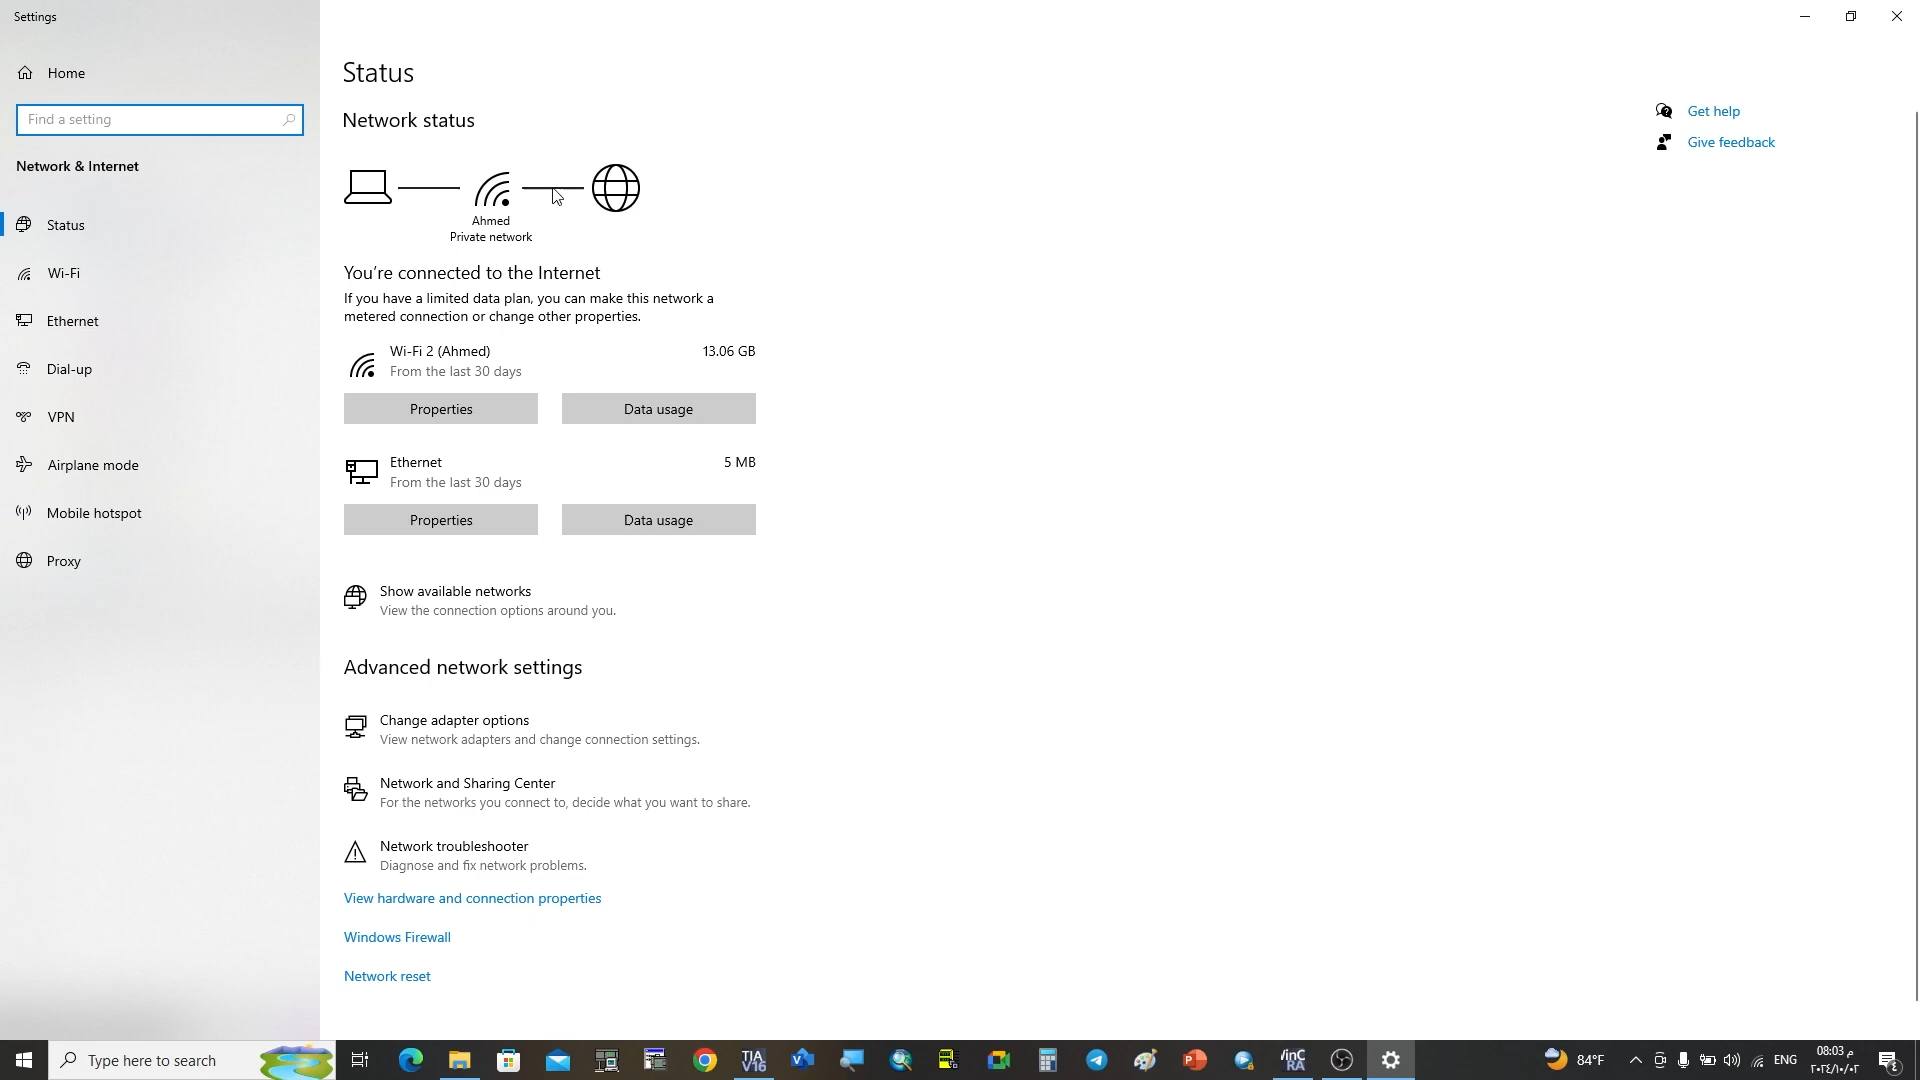 Settings
Home
Find a setting
Network & Internet
Status
Wi-Fi
Ethernet
Dial-up
VPN
Airplane mode
Mobile hotspot
Proxy
Status
Network status
Ahmed
Private network
You're connected to the Internet
If you have a limited data plan, you can make this network a
metered connection or change other properties.
Wi-Fi 2 (Ahmed) 13.06 GB
From the last 30 days
Properties Data usage
Ethernet 5 MB
From the last 30 days
Properties Data usage
Show available networks
View the connection options around you.
Advanced network settings
Change adapter options
View network adapters and change connection settings.
Network and Sharing Center
For the networks you connect to, decide what you want to share.
Network troubleshooter
Diagnose and fix network problems.
View hardware and connection properties
Windows Firewall
Network reset
Get help
Give feedback
Type here to search
TIA
V16
84°F
ENG
08:03 م
٢٠٢٤/١٠/٠٢
٤